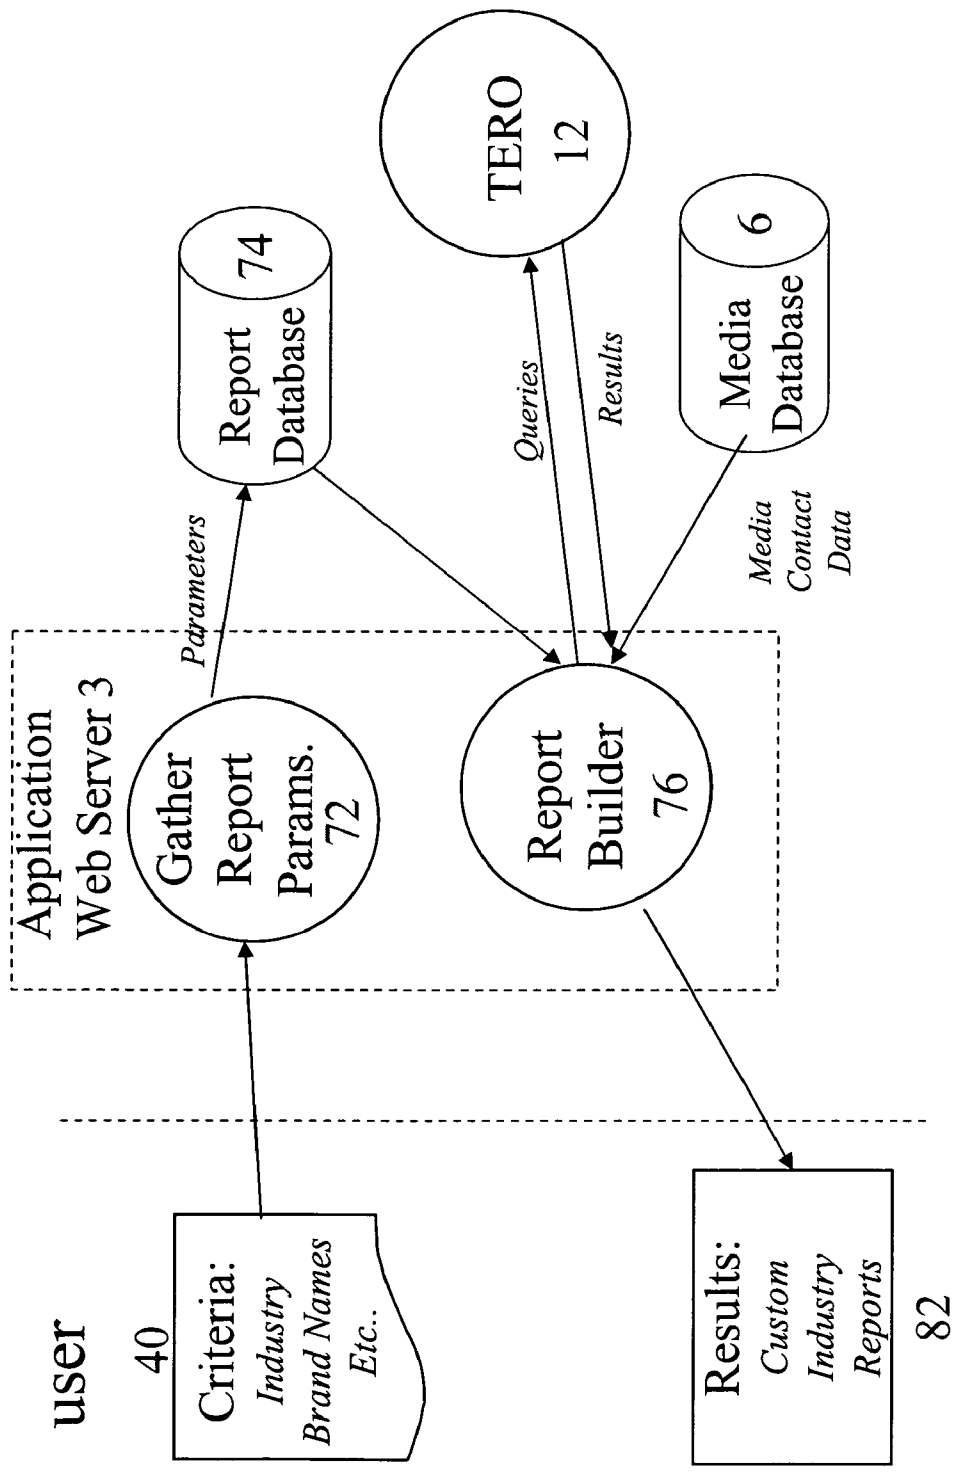 user
40
Criteria:
Industry
Brand Names
Etc..
Application
Web Server 3
Gather
Report
Params.
72
Parameters
Report
Database
74
Report
Builder
76
Queries
Results
TERO
12
Media
Database
6
Media
Contact
Data
Results:
Custom
Industry
Reports
82